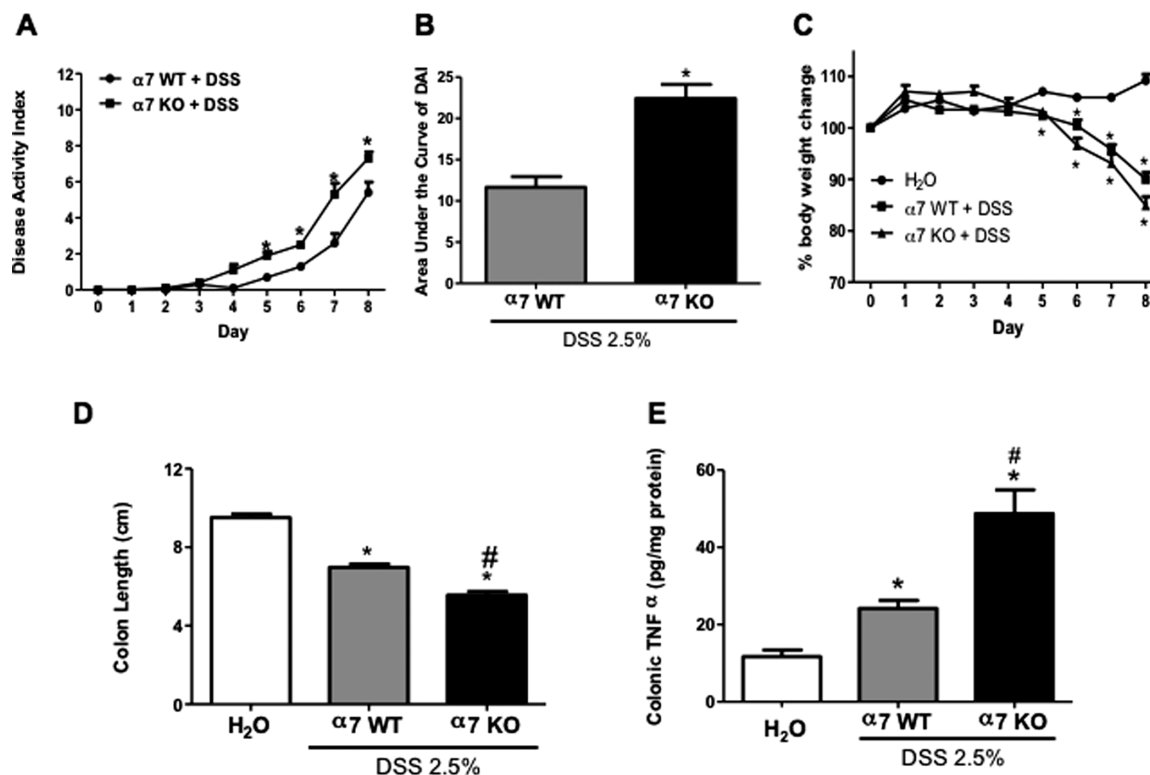 A
Disease Activity Index
12
10
8
6
4
2
0
α7 WT + DSS
α7 KO + DSS
*
*
*
*
0 1 2 3 4 5 6 7 8
Day
B
Area Under the Curve of DAI
25
20
15
10
5
0
*
α7 WT α7 KO
DSS 2.5%
C
% body weight change
110
100
90
80
70
H₂O
α7 WT + DSS
α7 KO + DSS
*
*
*
*
*
*
*
0 1 2 3 4 5 6 7 8
Day
D
Colon Length (cm)
12
8
4
0
*
#
*
H₂O α7 WT α7 KO
DSS 2.5%
E
Colonic TNF α (pg/mg protein)
60
40
20
0
*
#
*
H₂O α7 WT α7 KO
DSS 2.5%